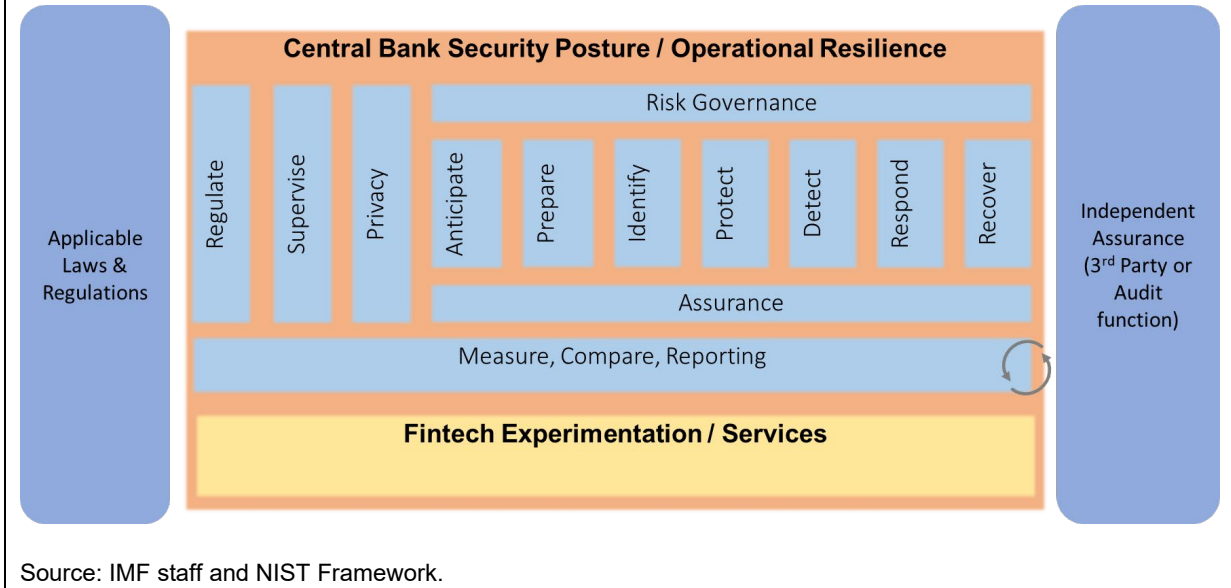 Central Bank Security Posture / Operational Resilience
Applicable
Laws &
Regulations
Regulate
Supervise
Privacy
Risk Governance
Anticipate
Prepare
Identify
Protect
Detect
Respond
Recover
Assurance
Measure, Compare, Reporting
Fintech Experimentation / Services
Independent
Assurance
(3rd Party or
Audit
function)
Source: IMF staff and NIST Framework.